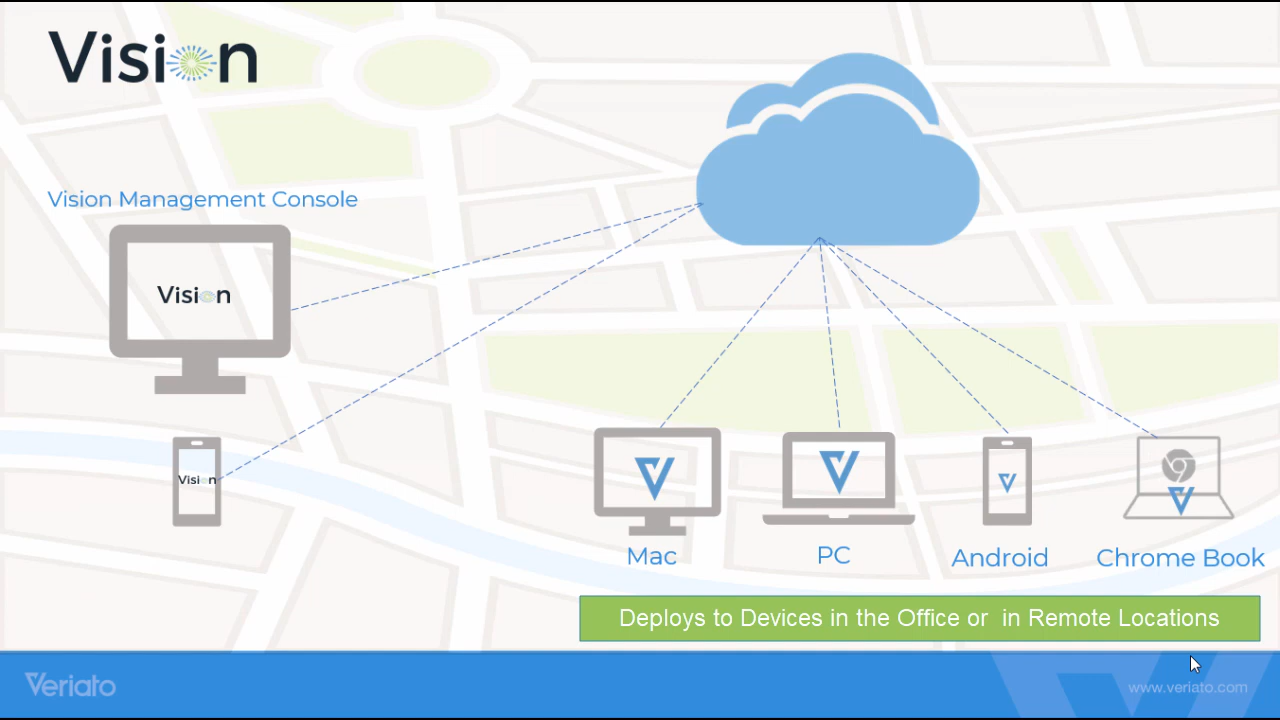 Vision
Vision Management Console
Vision
Visi n
Mac
PC
Android
Chrome Book
Deploys to Devices in the Office or  in Remote Locations
Veriato
www.veriato.com